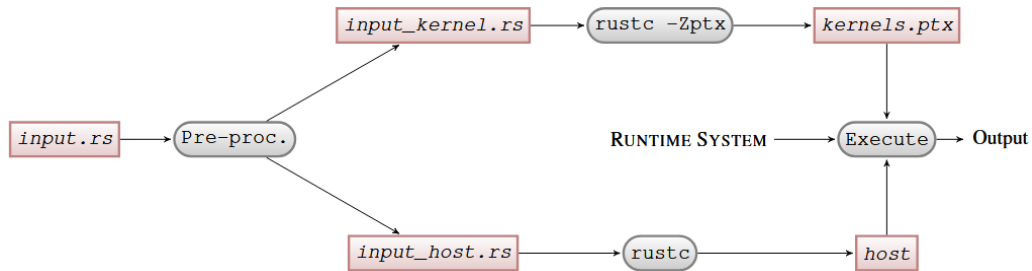 input_kernel.rs
rustc -Zptx
kernels.ptx
input.rs
Pre-proc.
RUNTIME SYSTEM
Execute
Output
input_host.rs
rustc
host